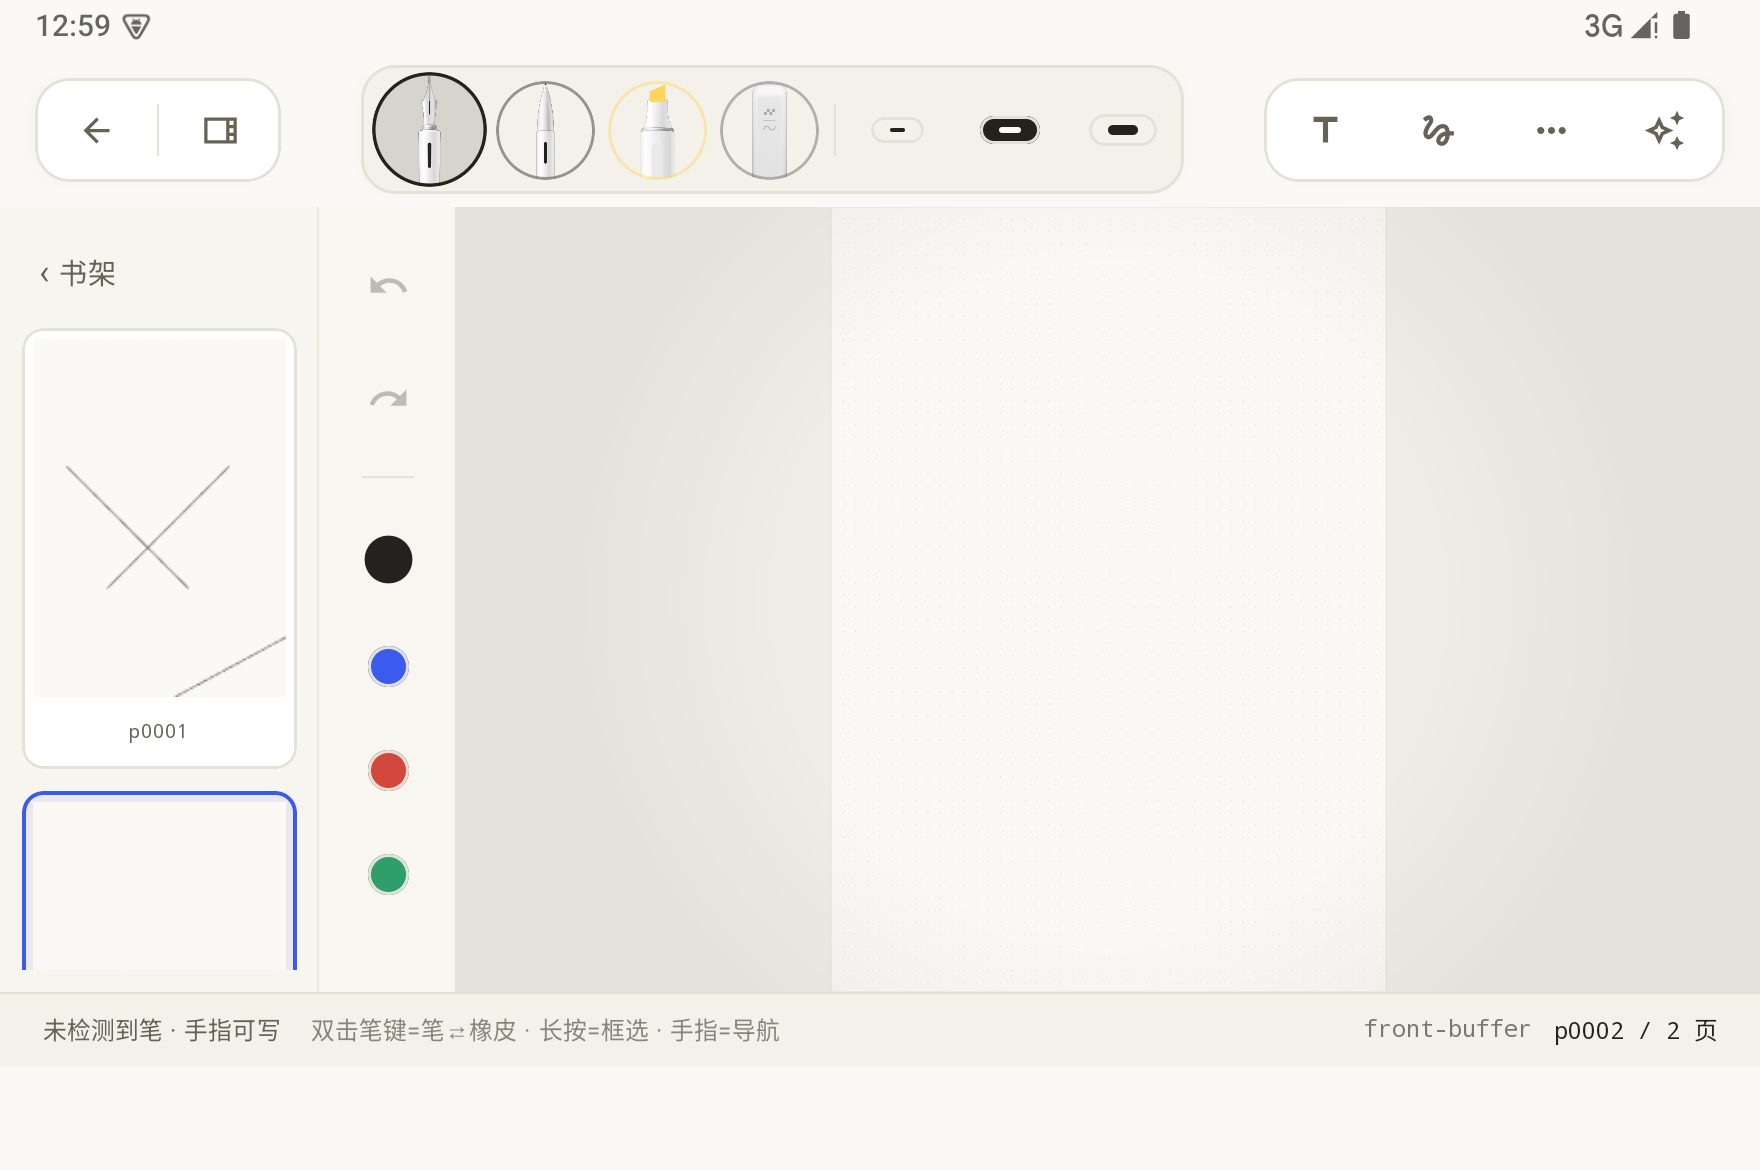 12:59
3G
T
‹ 书架
p0001
未检测到笔 · 手指可写 双击笔键=笔⇄橡皮 · 长按=框选 · 手指=导航
front-buffer p0002 / 2 页